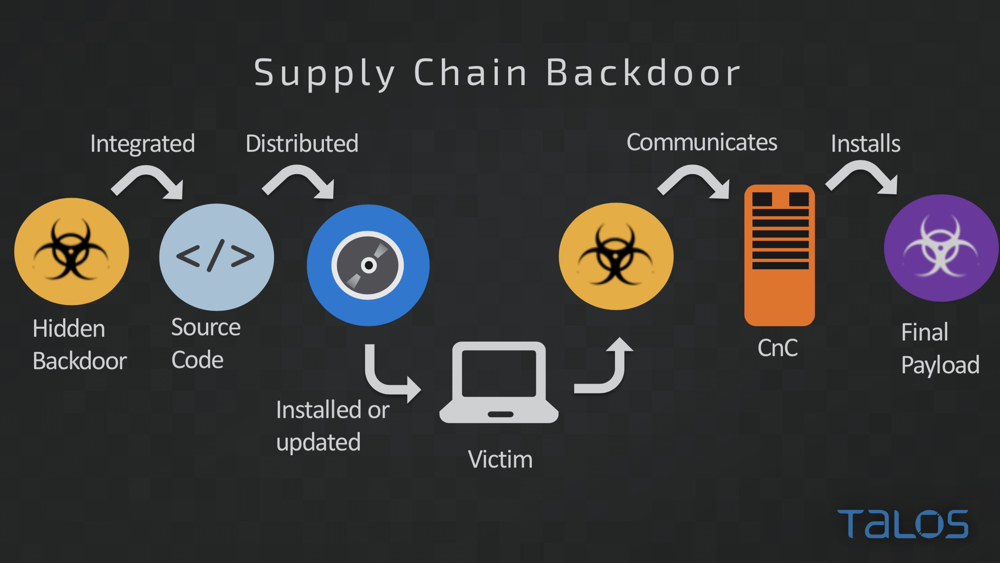 Supply Chain Backdoor
Integrated
Distributed
Communicates
Installs
</>
Hidden
Backdoor
Source
Code
Installed or
updated
Victim
CnC
Final
Payload
TALOS